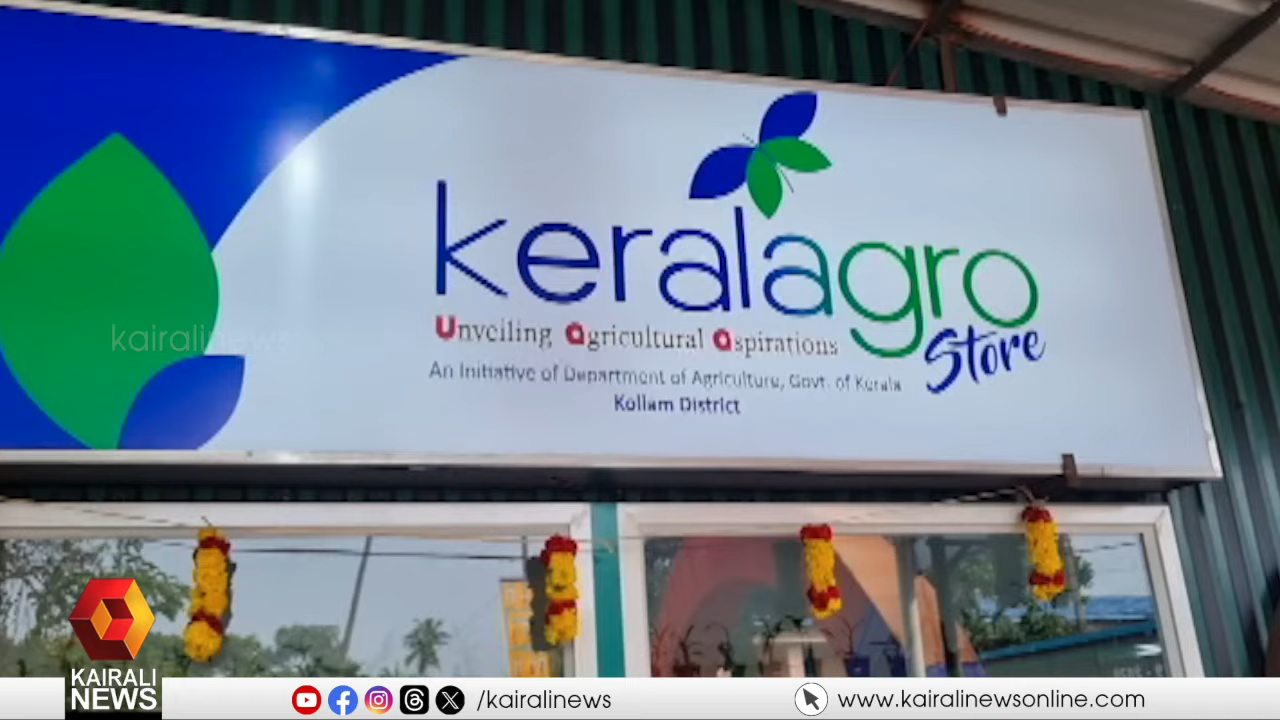 keralagro
Store
Unveiling agricultural aspirations
An Initiative of Department of Agriculture, Govt. of Kerala
Kollam District
kairalinews
KAIRALI
NEWS
/kairalinews
www.kairalinewsonline.com